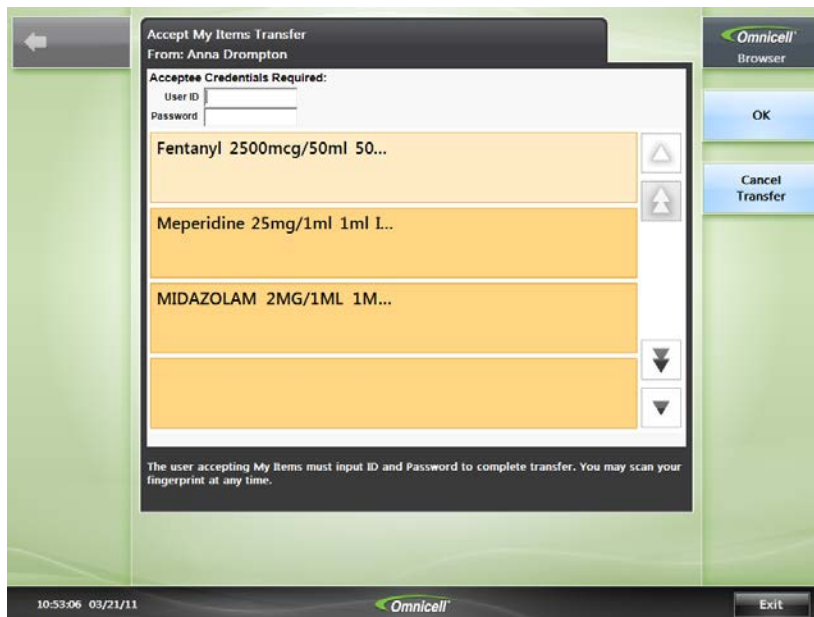 Accept My Items Transfer
From: Anna Drompton
Omnicell
Browser
Acceptee Credentials Required:
User ID
Password
OK
Cancel
Transfer
Fentanyl 2500mcg/50ml 50...
Meperidine 25mg/1ml 1ml I...
MIDAZOLAM 2MG/1ML 1M...
The user accepting My Items must input ID and Password to complete transfer. You may scan your
fingerprint at any time.
10:53:06 03/21/11
Omnicell
Exit